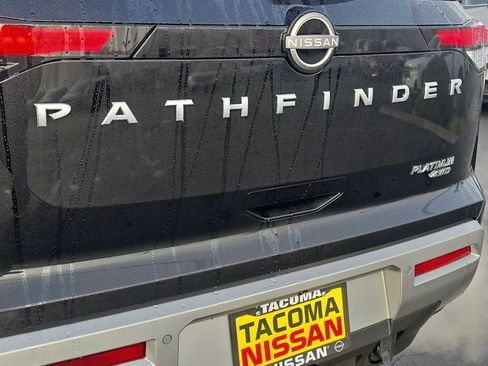 NISSAN
PATHFINDER
PLATINUM
4WD
TACOMA
TACOMA
NISSAN
NISSAN